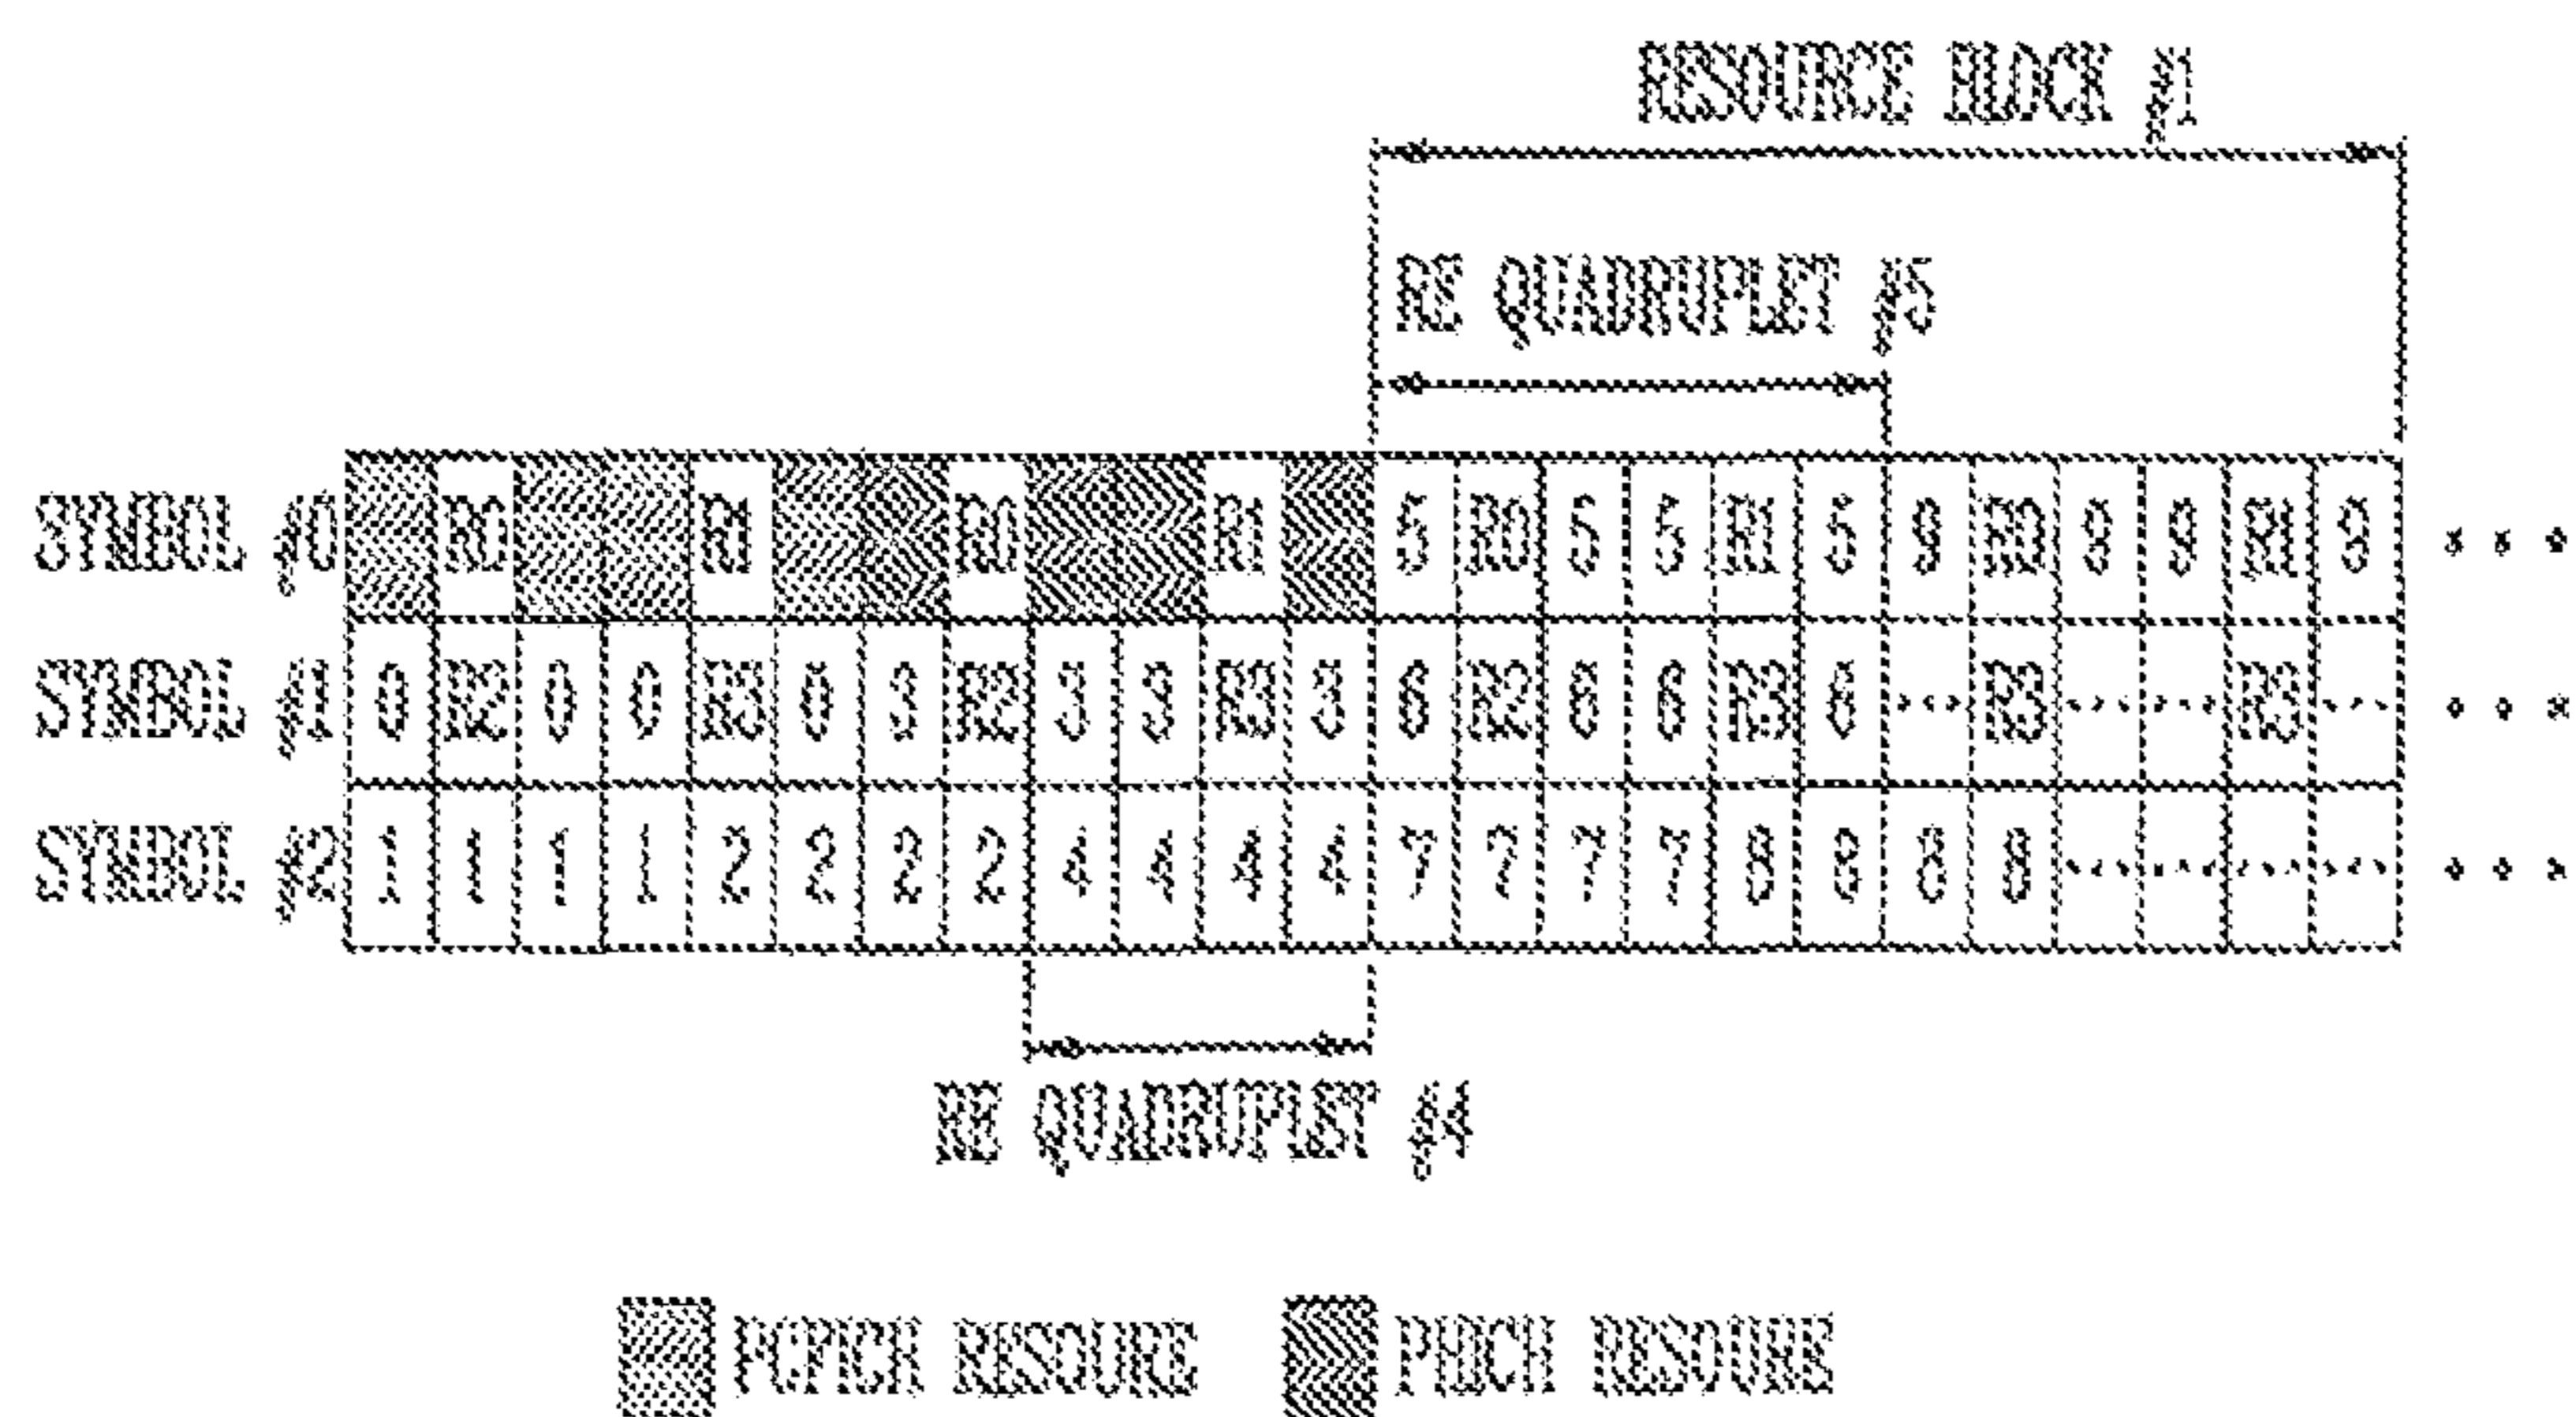 RESOURCE BLOCK #1
RE QUADRUPLET #5
SYMBOL #0 R0 R1 R0 R1 5 R0 5 5 R1 5 9 R0 9 9 R1 9 • • •
SYMBOL #1 0 R2 0 0 R3 0 3 R2 3 3 R3 3 6 R2 6 6 R3 6 ... R3 ... ... R3 ... • • •
SYMBOL #2 1 1 1 1 2 2 2 2 4 4 4 4 7 7 7 7 8 8 8 8 ... ... ... ... • • •
RE QUADRUPLET #4
PCFICH RESOURE PHICH RESOURE